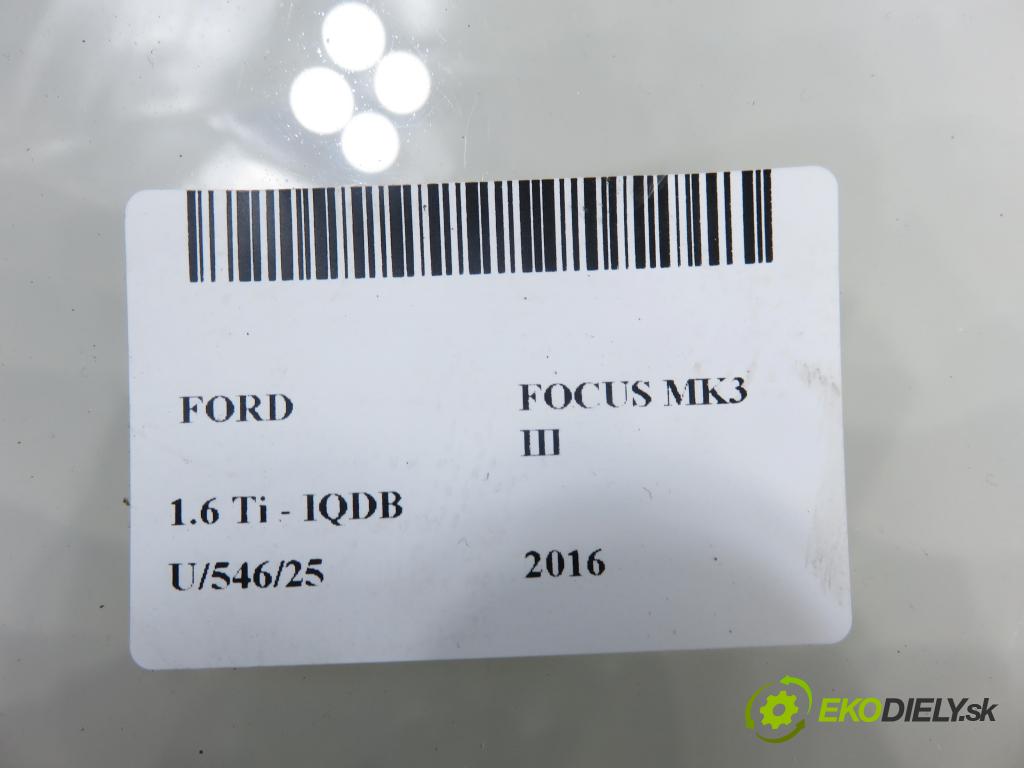 FORD
FOCUS MK3
III
1.6 Ti - IQDB
U/546/25
2016
EKODIELY.sk